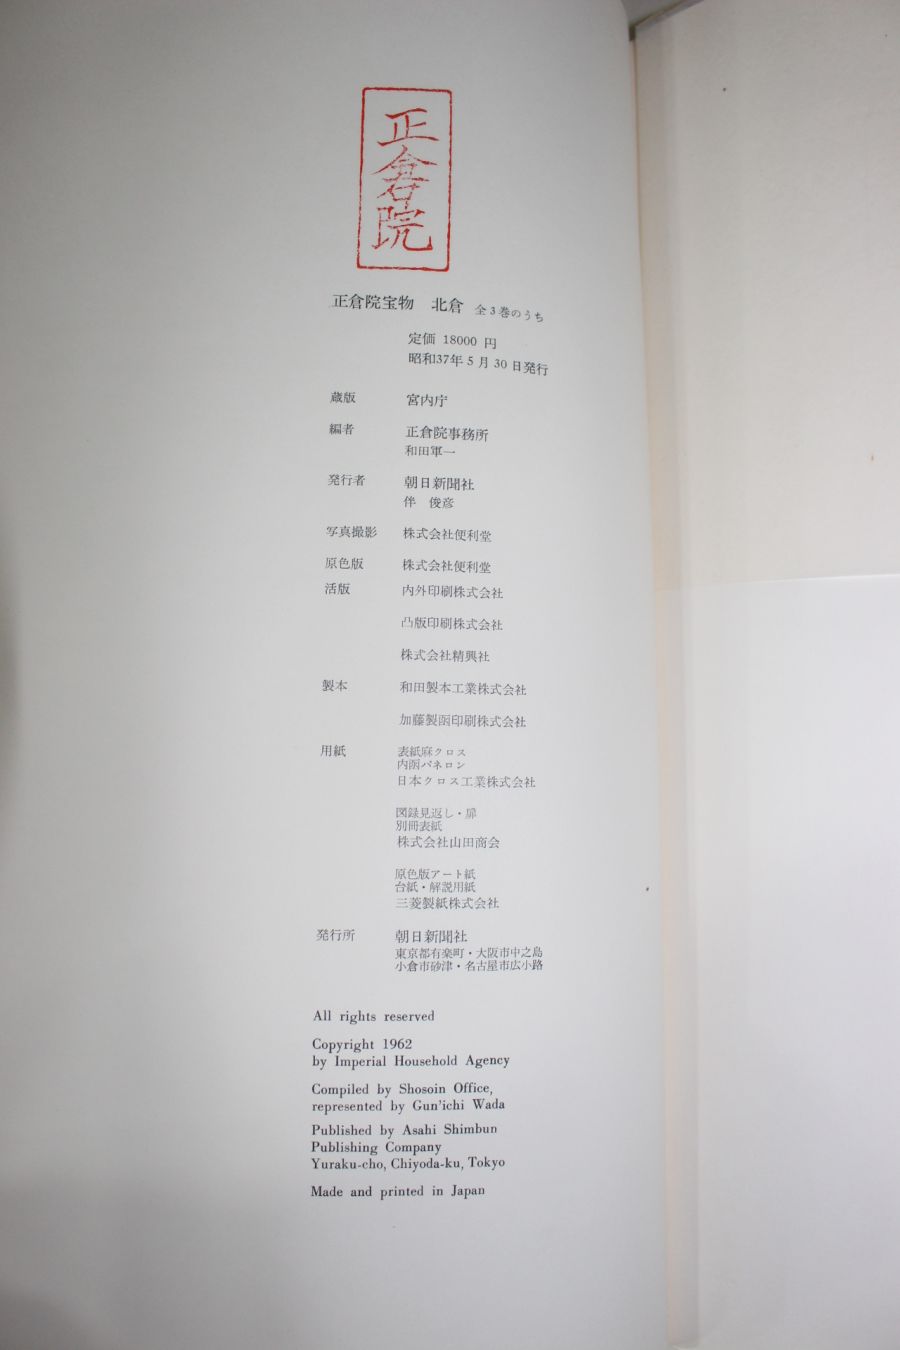 正倉院
正倉院宝物 北倉 全3巻のうち
定価 18000 円
昭和37年5月30日発行
蔵版 宮内庁
編者 正倉院事務所
和田軍一
発行者 朝日新聞社
伴 俊彦
写真撮影 株式会社便利堂
原色版 株式会社便利堂
活版 内外印刷株式会社
凸版印刷株式会社
株式会社精興社
製本 和田製本工業株式会社
加藤製函印刷株式会社
用紙 表紙麻クロス
内函パネロン
日本クロス工業株式会社
図録見返し・扉
別冊表紙
株式会社山田商会
原色版アート紙
台紙・解説用紙
三菱製紙株式会社
発行所 朝日新聞社
東京都有楽町・大阪市中之島
小倉市砂津・名古屋市広小路
All rights reserved
Copyright 1962
by Imperial Household Agency
Compiled by Shosoin Office,
represented by Gun'ichi Wada
Published by Asahi Shimbun
Publishing Company
Yuraku-cho, Chiyoda-ku, Tokyo
Made and printed in Japan